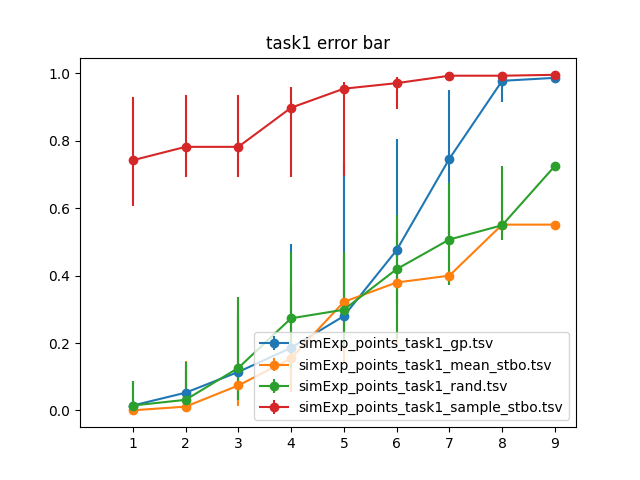 task1 error bar
1.0
0.8
0.6
0.4
0.2
0.0
simExp_points_task1_gp.tsv
simExp_points_task1_mean_stbo.tsv
simExp_points_task1_rand.tsv
simExp_points_task1_sample_stbo.tsv
1 2 3 4 5 6 7 8 9